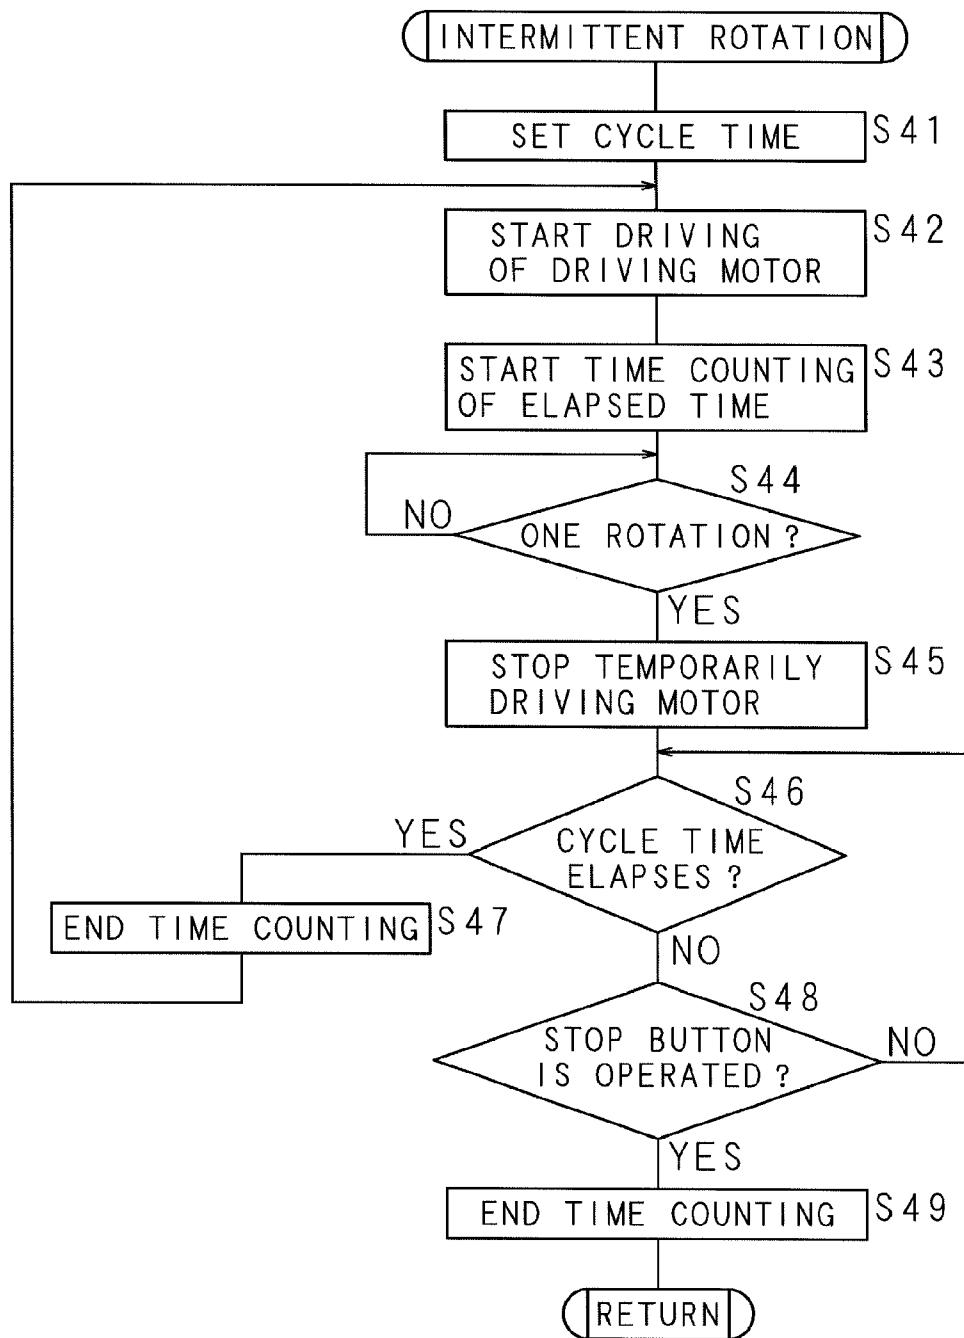 INTERMITTENT ROTATION
SET CYCLE TIME
S41
START DRIVING
OF DRIVING MOTOR
S42
START TIME COUNTING
OF ELAPSED TIME
S43
S44
NO
ONE ROTATION?
YES
STOP TEMPORARILY
DRIVING MOTOR
S45
S46
YES
CYCLE TIME
ELAPSES?
END TIME COUNTING
S47
NO
S48
STOP BUTTON
IS OPERATED?
NO
YES
END TIME COUNTING
S49
RETURN